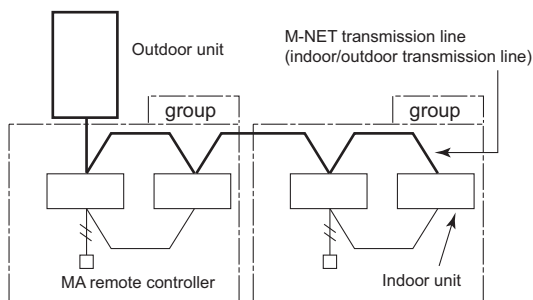 Outdoor unit
M-NET transmission line
(indoor/outdoor transmission line)
group
group
MA remote controller
Indoor unit